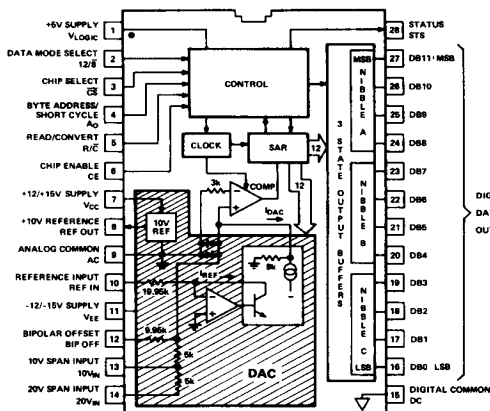 +5V SUPPLY
VLOGIC
1
DATA MODE SELECT
12/8̅
2
CHIP SELECT
C̅S̅
3
BYTE ADDRESS/
SHORT CYCLE
A0
4
READ/CONVERT
R/C̅
5
CHIP ENABLE
CE
6
+12/+15V SUPPLY
VCC
7
+10V REFERENCE
REF OUT
8
ANALOG COMMON
AC
9
REFERENCE INPUT
REF IN
10
-12/-15V SUPPLY
VEE
11
BIPOLAR OFFSET
BIP OFF
12
10V SPAN INPUT
10VIN
13
20V SPAN INPUT
20VIN
14
CONTROL
CLOCK
SAR
12
3k
COMP
12
IDAC
10V
REF
IREF
8k
19.95k
9.95k
5k
5k
DAC
3 STATE OUTPUT BUFFERS
MSB
NIBBLE A
NIBBLE B
NIBBLE C
LSB
28
STATUS
STS
27
DB11·MSB
26
DB10
25
DB9
24
DB8
23
DB7
22
DB6
21
DB5
20
DB4
19
DB3
18
DB2
17
DB1
16
DB0 LSB
15
DIGITAL COMMON
DC
DIG
DA
OUT